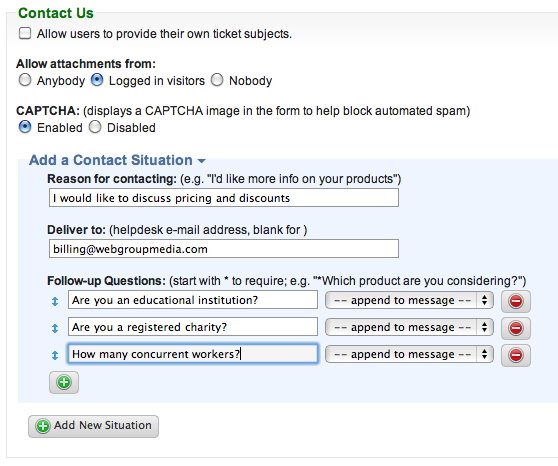 Contact Us
Allow users to provide their own ticket subjects.
Allow attachments from:
Anybody Logged in visitors Nobody
CAPTCHA: (displays a CAPTCHA image in the form to help block automated spam)
Enabled Disabled
Add a Contact Situation
Reason for contacting: (e.g. "I'd like more info on your products")
I would like to discuss pricing and discounts
Deliver to: (helpdesk e-mail address, blank for )
billing@webgroupmedia.com
Follow-up Questions: (start with * to require; e.g. "*Which product are you considering?")
Are you an educational institution? -- append to message --
Are you a registered charity? -- append to message --
How many concurrent workers? -- append to message --
Add New Situation